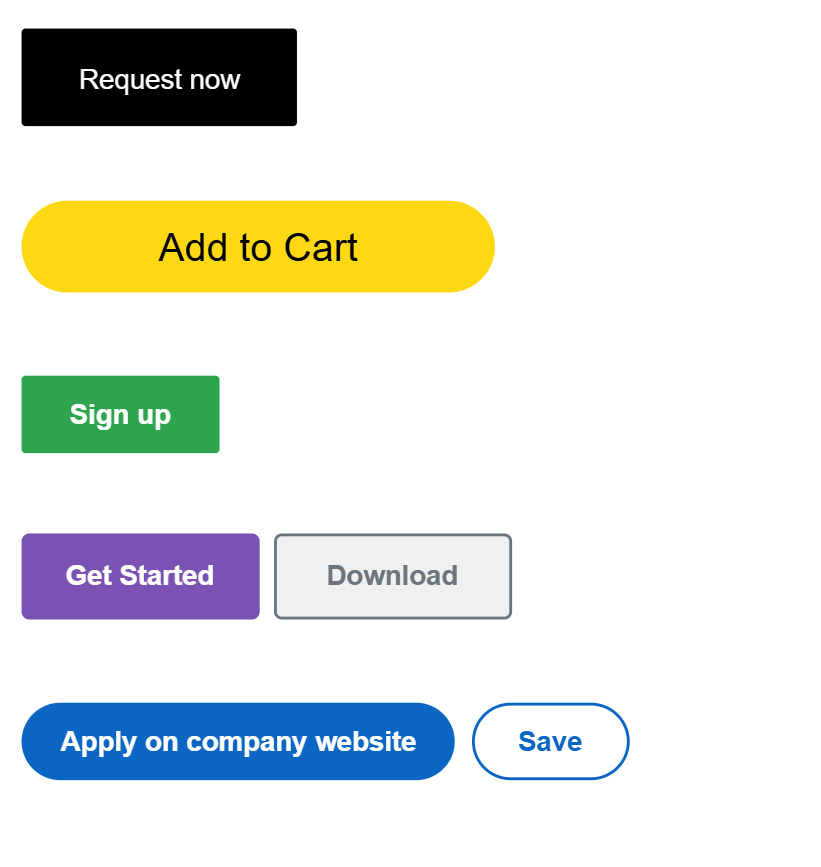 Request now
Add to Cart
Sign up
Get Started Download
Apply on company website Save